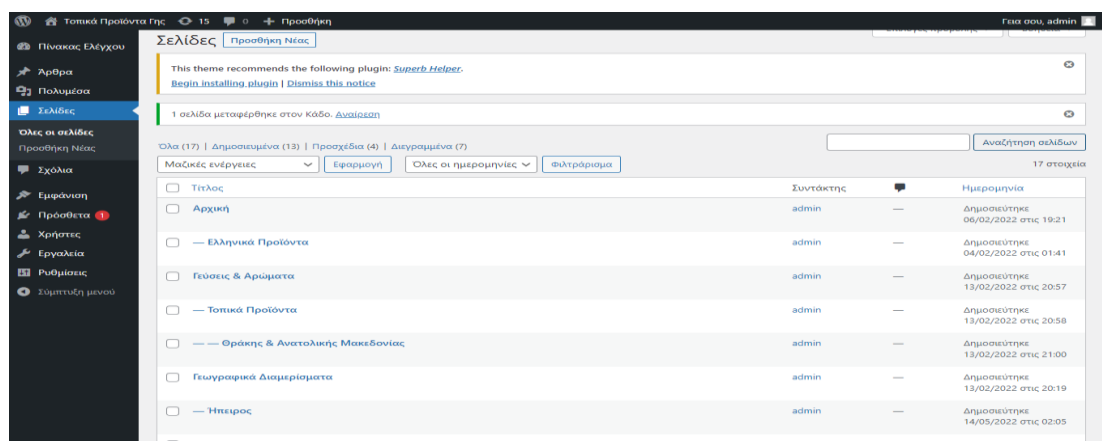 Τοπικά Προϊόντα Γης 15 0 + Προσθήκη Γεια σου, admin
Πίνακας Ελέγχου
Άρθρα
Πολυμέσα
Σελίδες
Όλες οι σελίδες
Προσθήκη Νέας
Σχόλια
Εμφάνιση
Πρόσθετα 1
Χρήστες
Εργαλεία
Ρυθμίσεις
Σύμπτυξη μενού
Σελίδες Προσθήκη Νέας
This theme recommends the following plugin: Superb Helper.
Begin installing plugin | Dismiss this notice
1 σελίδα μεταφέρθηκε στον Κάδο. Αναίρεση
Όλα (17) | Δημοσιευμένα (13) | Προσχέδια (4) | Διεγραμμένα (7) Αναζήτηση σελίδων
Μαζικές ενέργειες Εφαρμογή Όλες οι ημερομηνίες Φιλτράρισμα 17 στοιχεία
Τίτλος Συντάκτης Ημερομηνία
Αρχική admin — Δημοσιεύτηκε
06/02/2022 στις 19:21
— Ελληνικά Προϊόντα admin — Δημοσιεύτηκε
04/02/2022 στις 01:41
Γεύσεις & Αρώματα admin — Δημοσιεύτηκε
13/02/2022 στις 20:57
— Τοπικά Προϊόντα admin — Δημοσιεύτηκε
13/02/2022 στις 20:58
— — Θράκης & Ανατολικής Μακεδονίας admin — Δημοσιεύτηκε
13/02/2022 στις 21:00
Γεωγραφικά Διαμερίσματα admin — Δημοσιεύτηκε
13/02/2022 στις 20:19
— Ήπειρος admin — Δημοσιεύτηκε
14/05/2022 στις 02:05